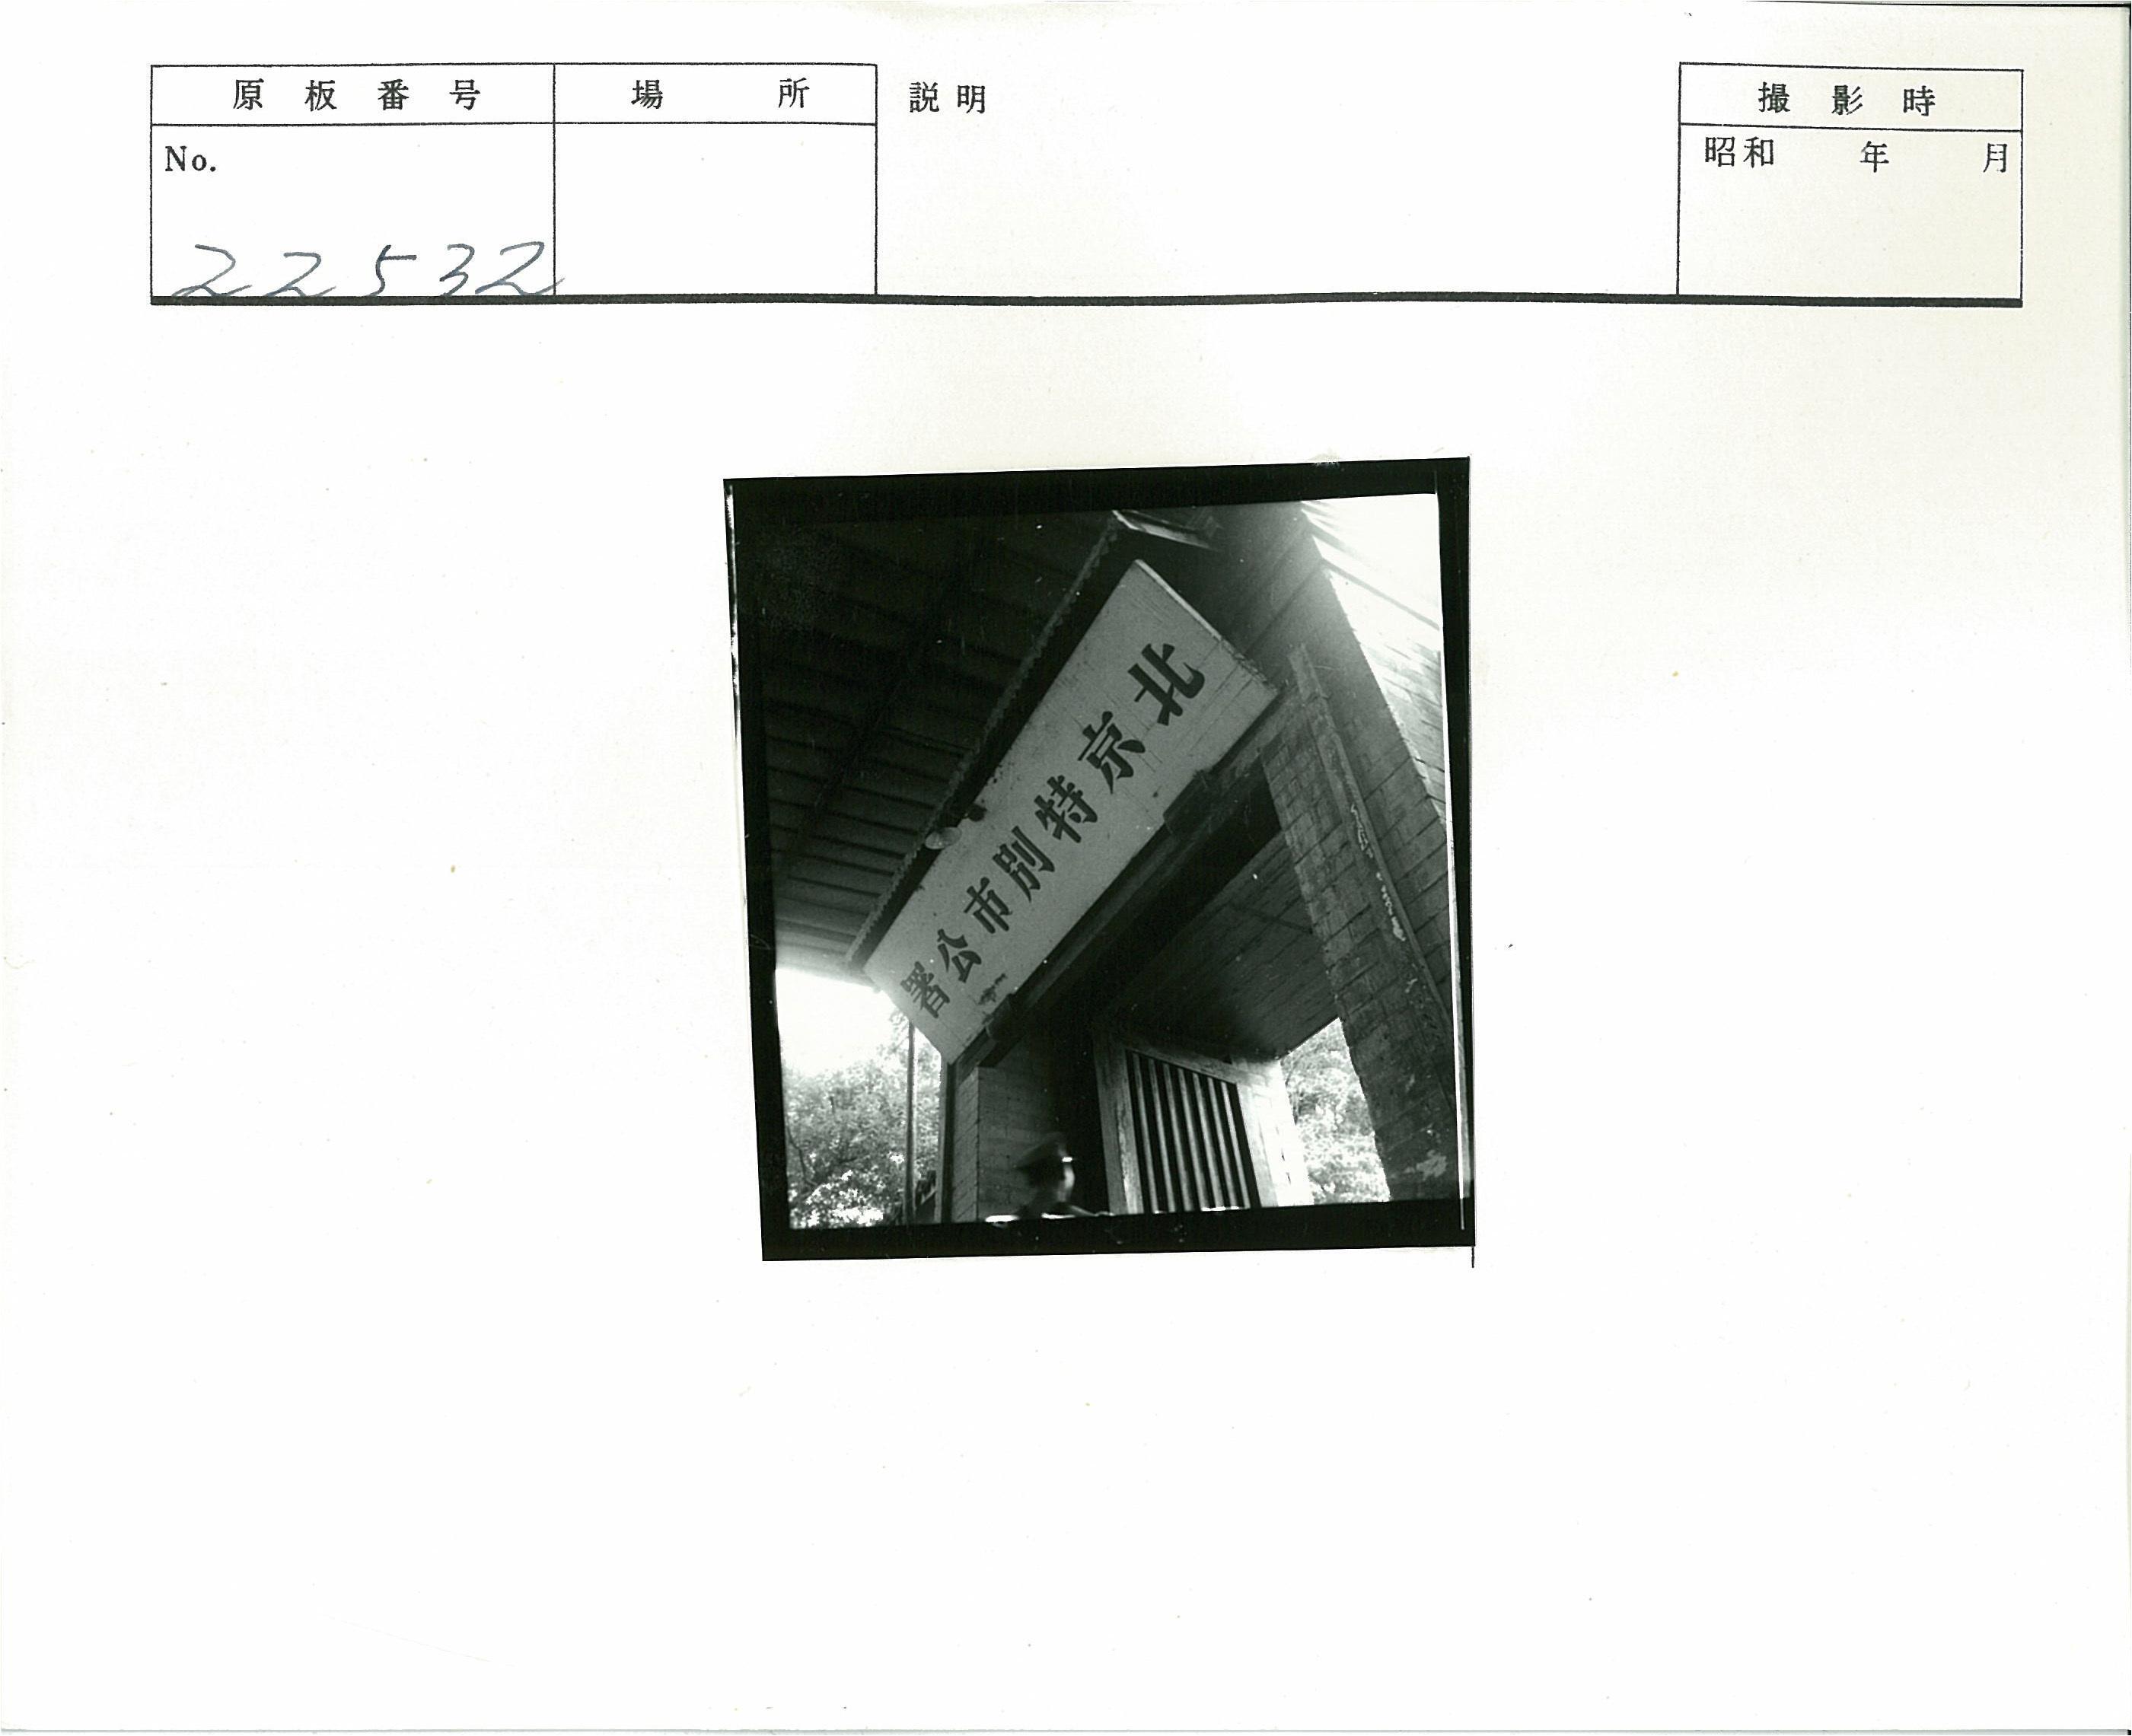 原板番号 場所 説明 撮影時
No. 昭和 年 月
22532
北京特別市公署